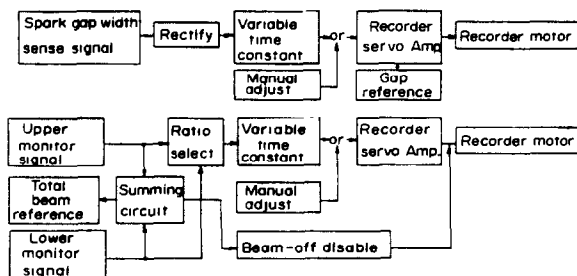 Spark gap width
sense signal
Rectify
Variable
time
constant
or
Manual
adjust
Recorder
servo Amp
Gap
reference
Recorder motor
Upper
monitor
signal
Ratio
select
Variable
time
constant
or
Manual
adjust
Recorder
servo Amp.
Recorder motor
Total
beam
reference
Summing
circuit
Lower
monitor
signal
Beam-off disable